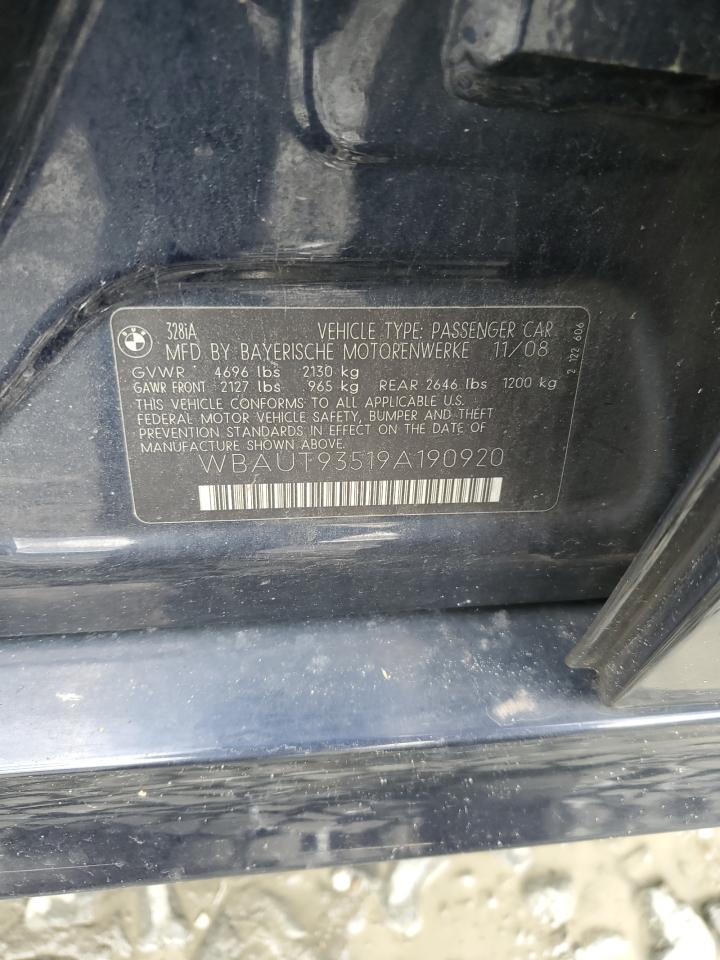 328iA VEHICLE TYPE: PASSENGER CAR
MFD BY BAYERISCHE MOTORENWERKE 11/08
GVWR 4696 lbs 2130 kg
GAWR FRONT 2127 lbs 965 kg REAR 2646 lbs 1200 kg
THIS VEHICLE CONFORMS TO ALL APPLICABLE U.S.
FEDERAL MOTOR VEHICLE SAFETY, BUMPER AND THEFT
PREVENTION STANDARDS IN EFFECT ON THE DATE OF
MANUFACTURE SHOWN ABOVE.
WBAUT93519A190920
2 122 606